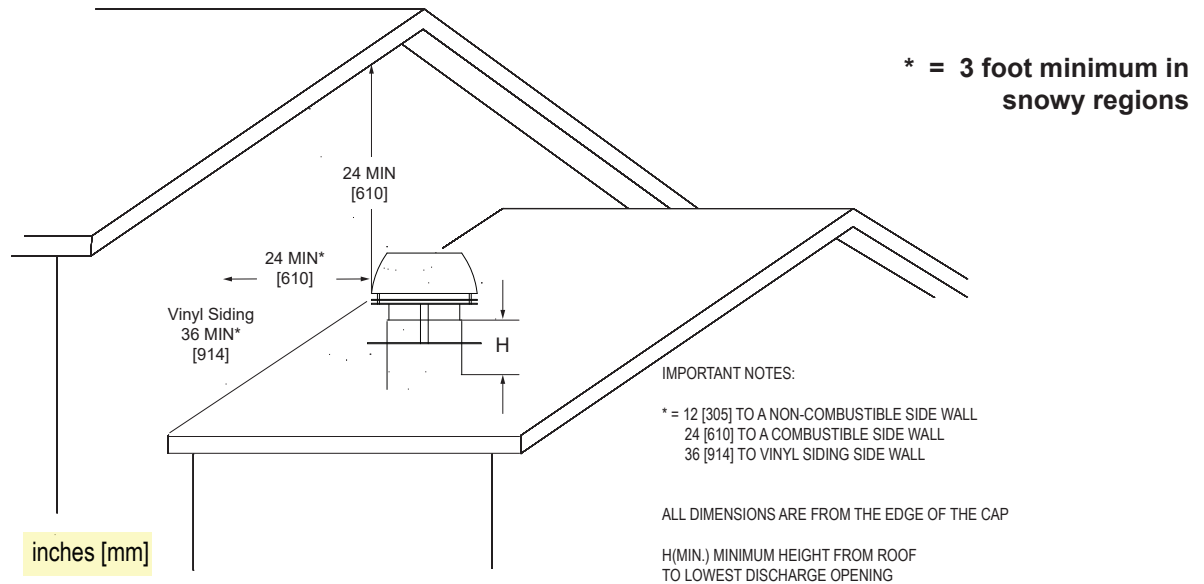 * = 3 foot minimum in
snowy regions
24 MIN
[610]
24 MIN*
[610]
Vinyl Siding
36 MIN*
[914]
H
IMPORTANT NOTES:
* = 12 [305] TO A NON-COMBUSTIBLE SIDE WALL
24 [610] TO A COMBUSTIBLE SIDE WALL
36 [914] TO VINYL SIDING SIDE WALL
ALL DIMENSIONS ARE FROM THE EDGE OF THE CAP
H(MIN.) MINIMUM HEIGHT FROM ROOF
TO LOWEST DISCHARGE OPENING
inches [mm]